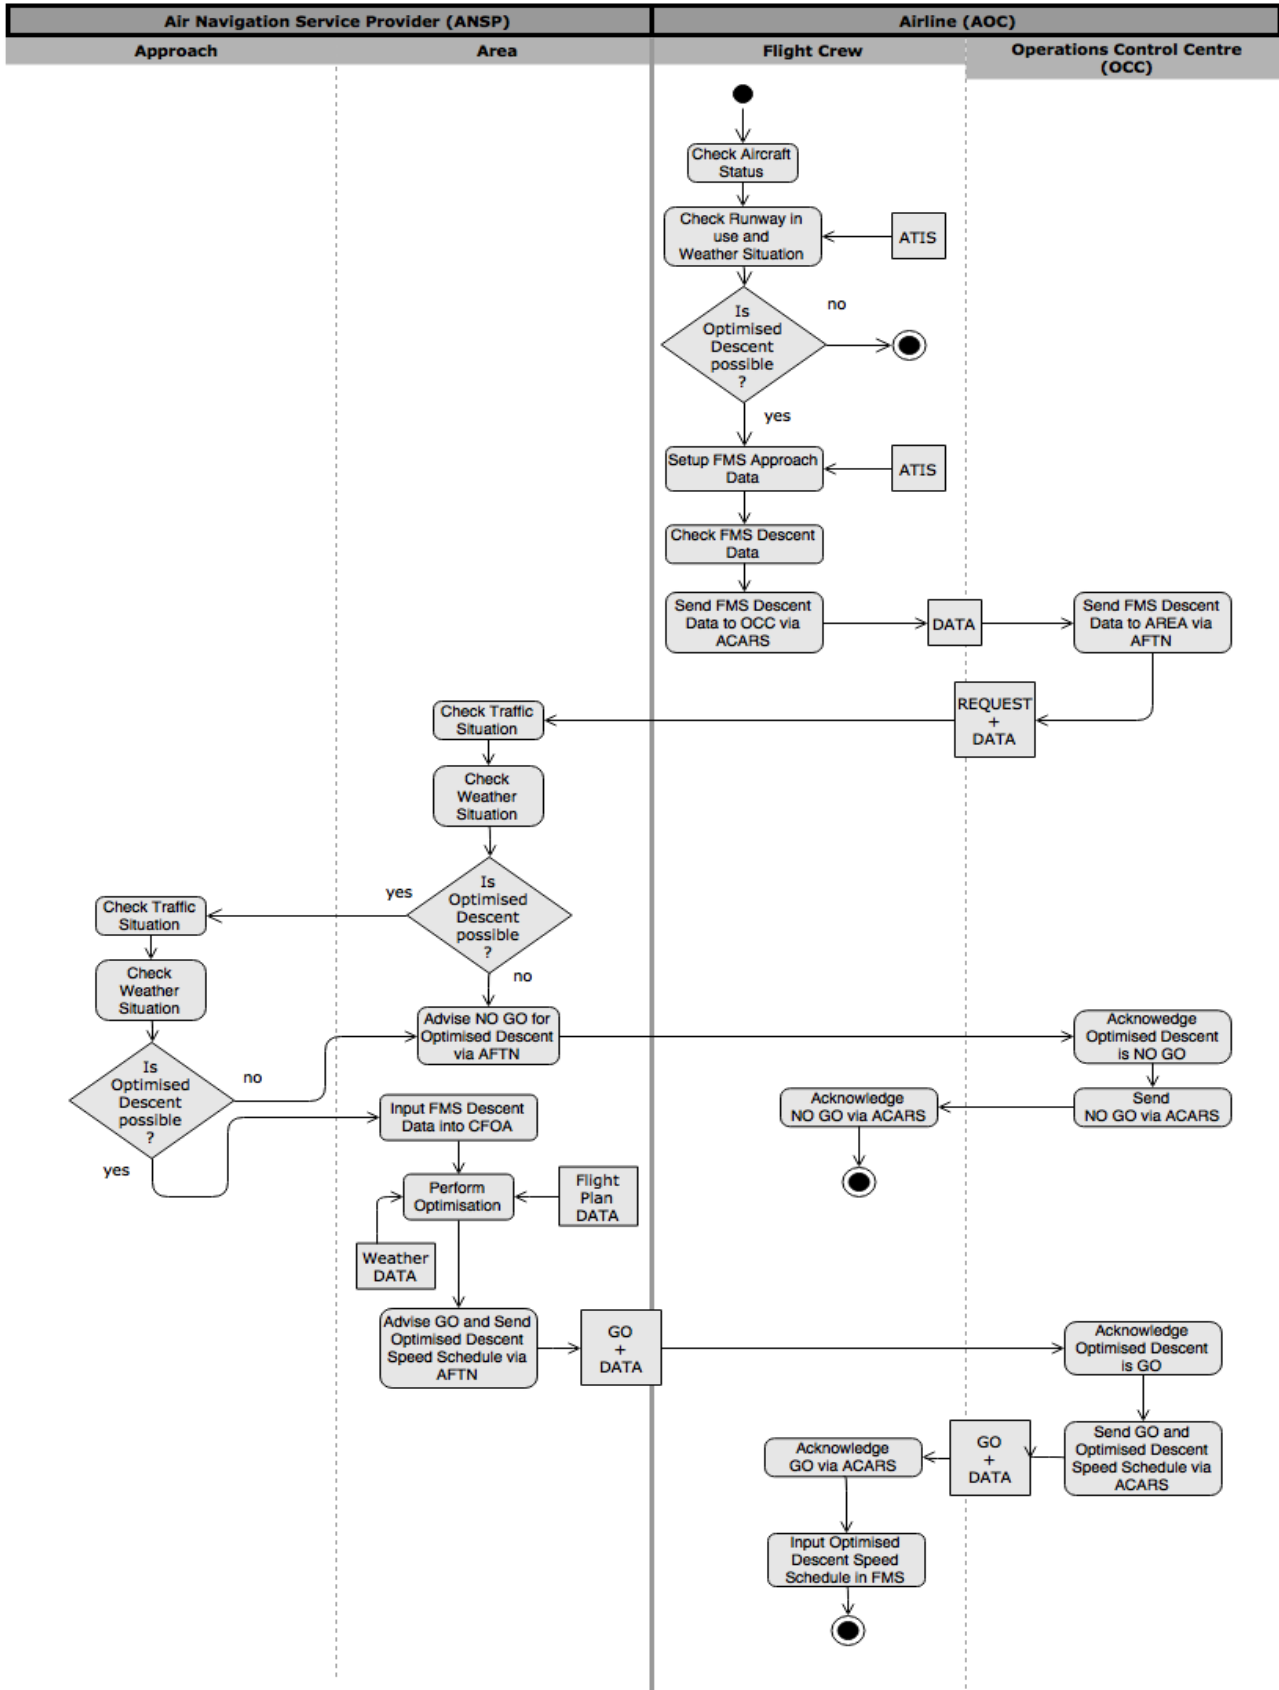 Air Navigation Service Provider (ANSP)
Airline (AOC)
Approach
Area
Flight Crew
Operations Control Centre
(OCC)
Check Aircraft
Status
Check Runway in
use and
Weather Situation
ATIS
Is
Optimised
Descent
possible
?
no
yes
Setup FMS Approach
Data
ATIS
Check FMS Descent
Data
Send FMS Descent
Data to OCC via
ACARS
DATA
Send FMS Descent
Data to AREA via
AFTN
REQUEST
+
DATA
Check Traffic
Situation
Check
Weather
Situation
Is
Optimised
Descent
possible
?
yes
no
Check Traffic
Situation
Check
Weather
Situation
Is
Optimised
Descent
possible
?
no
yes
Advise NO GO for
Optimised Descent
via AFTN
Acknowedge
Optimised Descent
is NO GO
Send
NO GO via ACARS
Acknowledge
NO GO via ACARS
Input FMS Descent
Data into CFOA
Perform
Optimisation
Flight
Plan
DATA
Weather
DATA
Advise GO and Send
Optimised Descent
Speed Schedule via
AFTN
GO
+
DATA
Acknowledge
Optimised Descent
is GO
Send GO and
Optimised Descent
Speed Schedule via
ACARS
GO
+
DATA
Acknowledge
GO via ACARS
Input Optimised
Descent Speed
Schedule in FMS